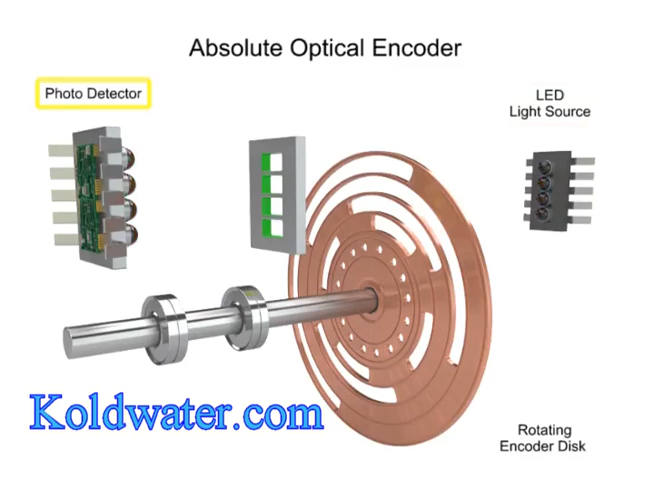 Absolute Optical Encoder
Photo Detector
LED
Light Source
Koldwater.com
Rotating
Encoder Disk